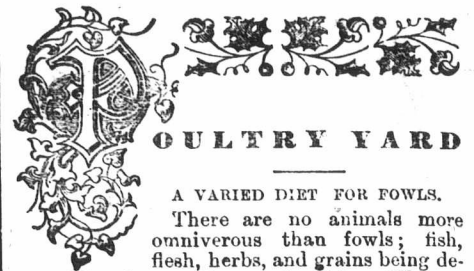 POULTRY YARD
A VARIED DIET FOR FOWLS.
There are no animals more
omniverous than fowls; fish,
flesh, herbs, and grains being de-